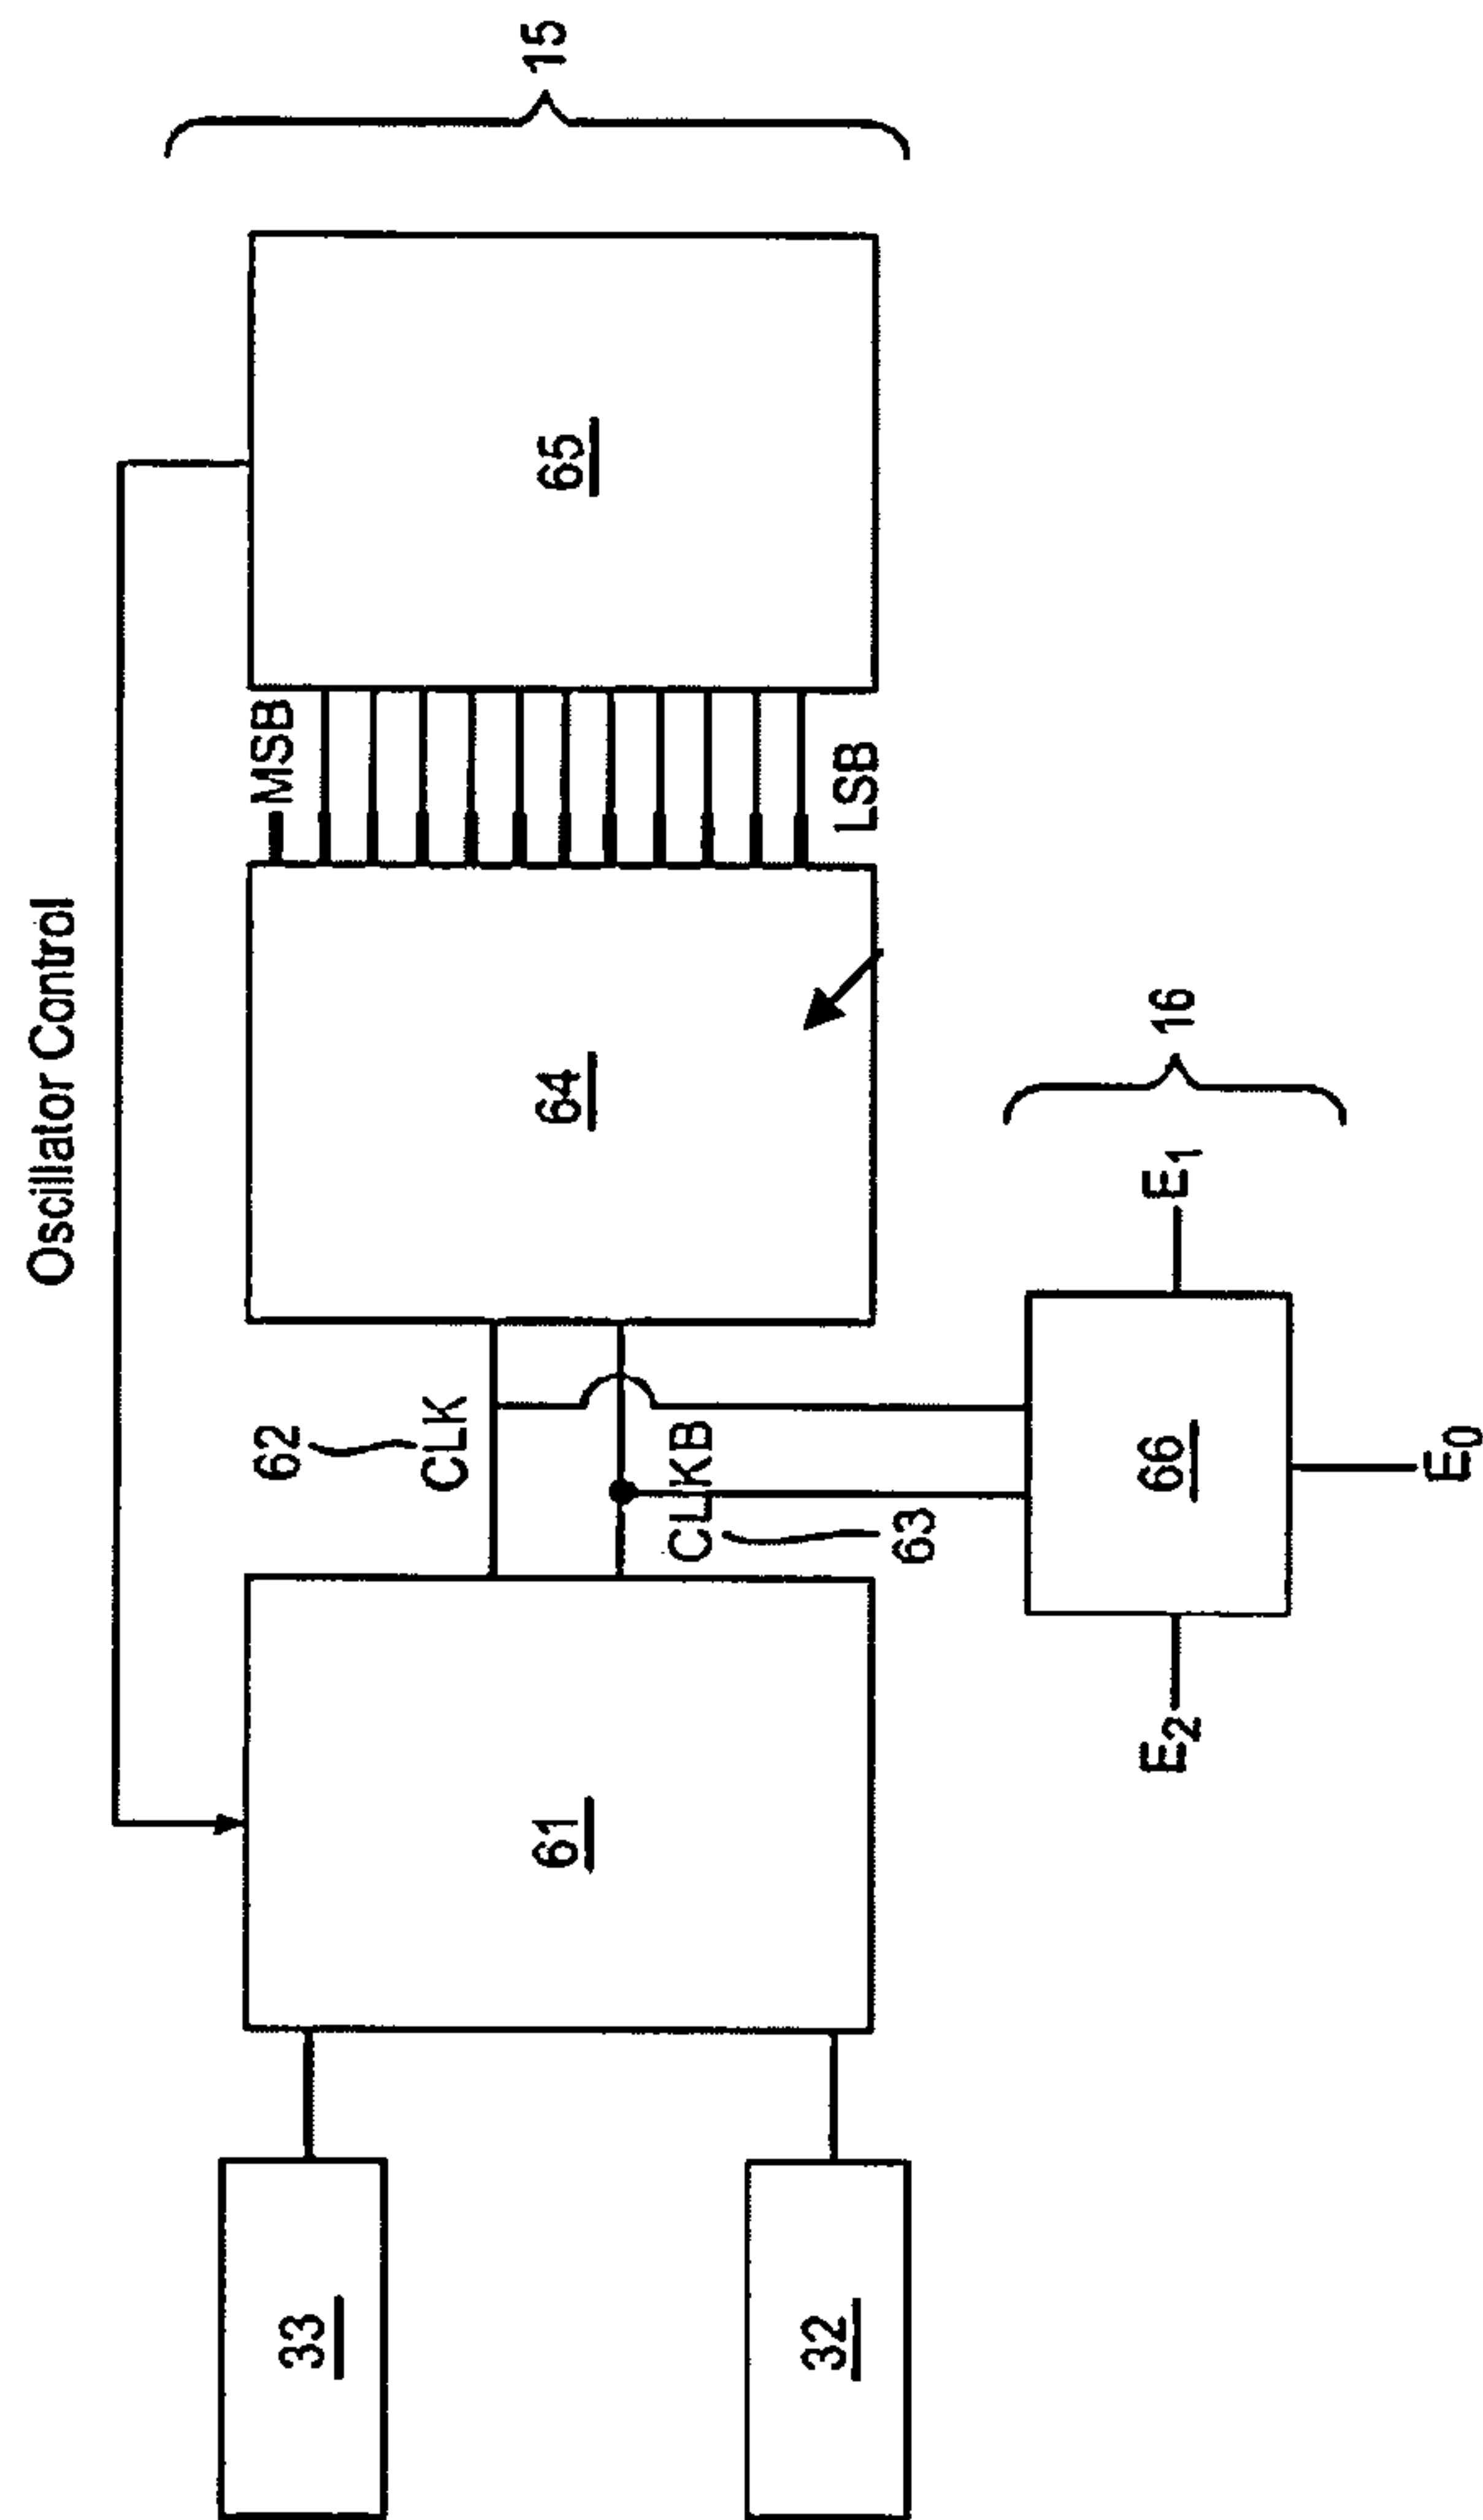 Oscillator Control
15
33
32
61
62
CLK
CLKB
63
64
MSB
LSB
65
66
E2
E1
E0
16